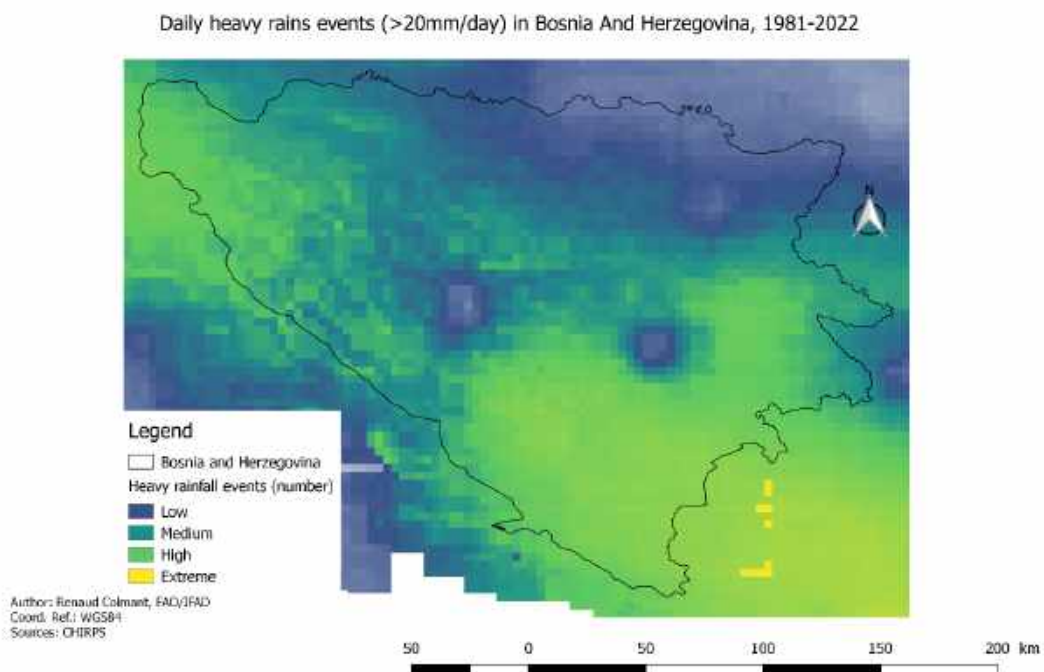 Daily heavy rains events (>20mm/day) in Bosnia And Herzegovina, 1981-2022
N
Legend
Bosnia and Herzegovina
Heavy rainfall events (number)
Low
Medium
High
Extreme
Author: Renaud Colmant, FAO/IFAD
Coord. Ref.: WGS84
Sources: CHIRPS
50 0 50 100 150 200 km